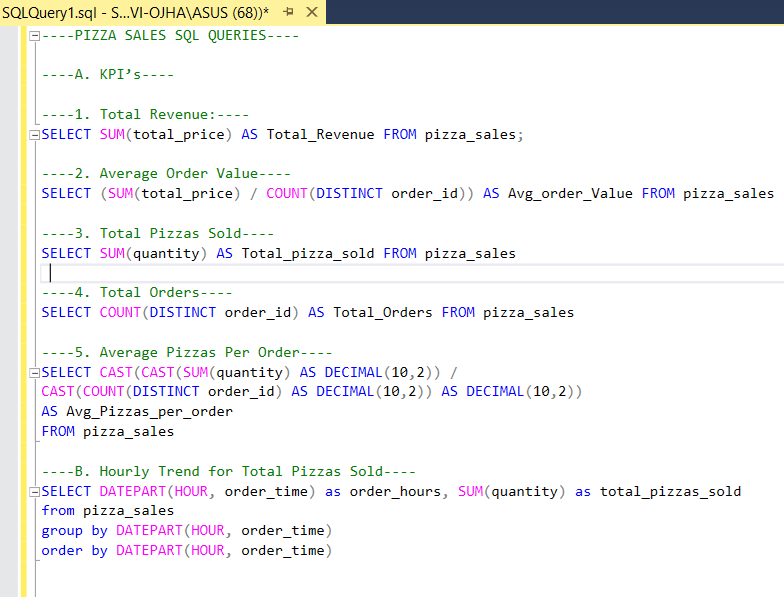 SQLQuery1.sql - S...VI-OJHA\ASUS (68))*
----PIZZA SALES SQL QUERIES----
----A. KPI’s----
----1. Total Revenue:----
SELECT SUM(total_price) AS Total_Revenue FROM pizza_sales;
----2. Average Order Value----
SELECT (SUM(total_price) / COUNT(DISTINCT order_id)) AS Avg_order_Value FROM pizza_sales
----3. Total Pizzas Sold----
SELECT SUM(quantity) AS Total_pizza_sold FROM pizza_sales
----4. Total Orders----
SELECT COUNT(DISTINCT order_id) AS Total_Orders FROM pizza_sales
----5. Average Pizzas Per Order----
SELECT CAST(CAST(SUM(quantity) AS DECIMAL(10,2)) /
CAST(COUNT(DISTINCT order_id) AS DECIMAL(10,2)) AS DECIMAL(10,2))
AS Avg_Pizzas_per_order
FROM pizza_sales
----B. Hourly Trend for Total Pizzas Sold----
SELECT DATEPART(HOUR, order_time) as order_hours, SUM(quantity) as total_pizzas_sold
from pizza_sales
group by DATEPART(HOUR, order_time)
order by DATEPART(HOUR, order_time)